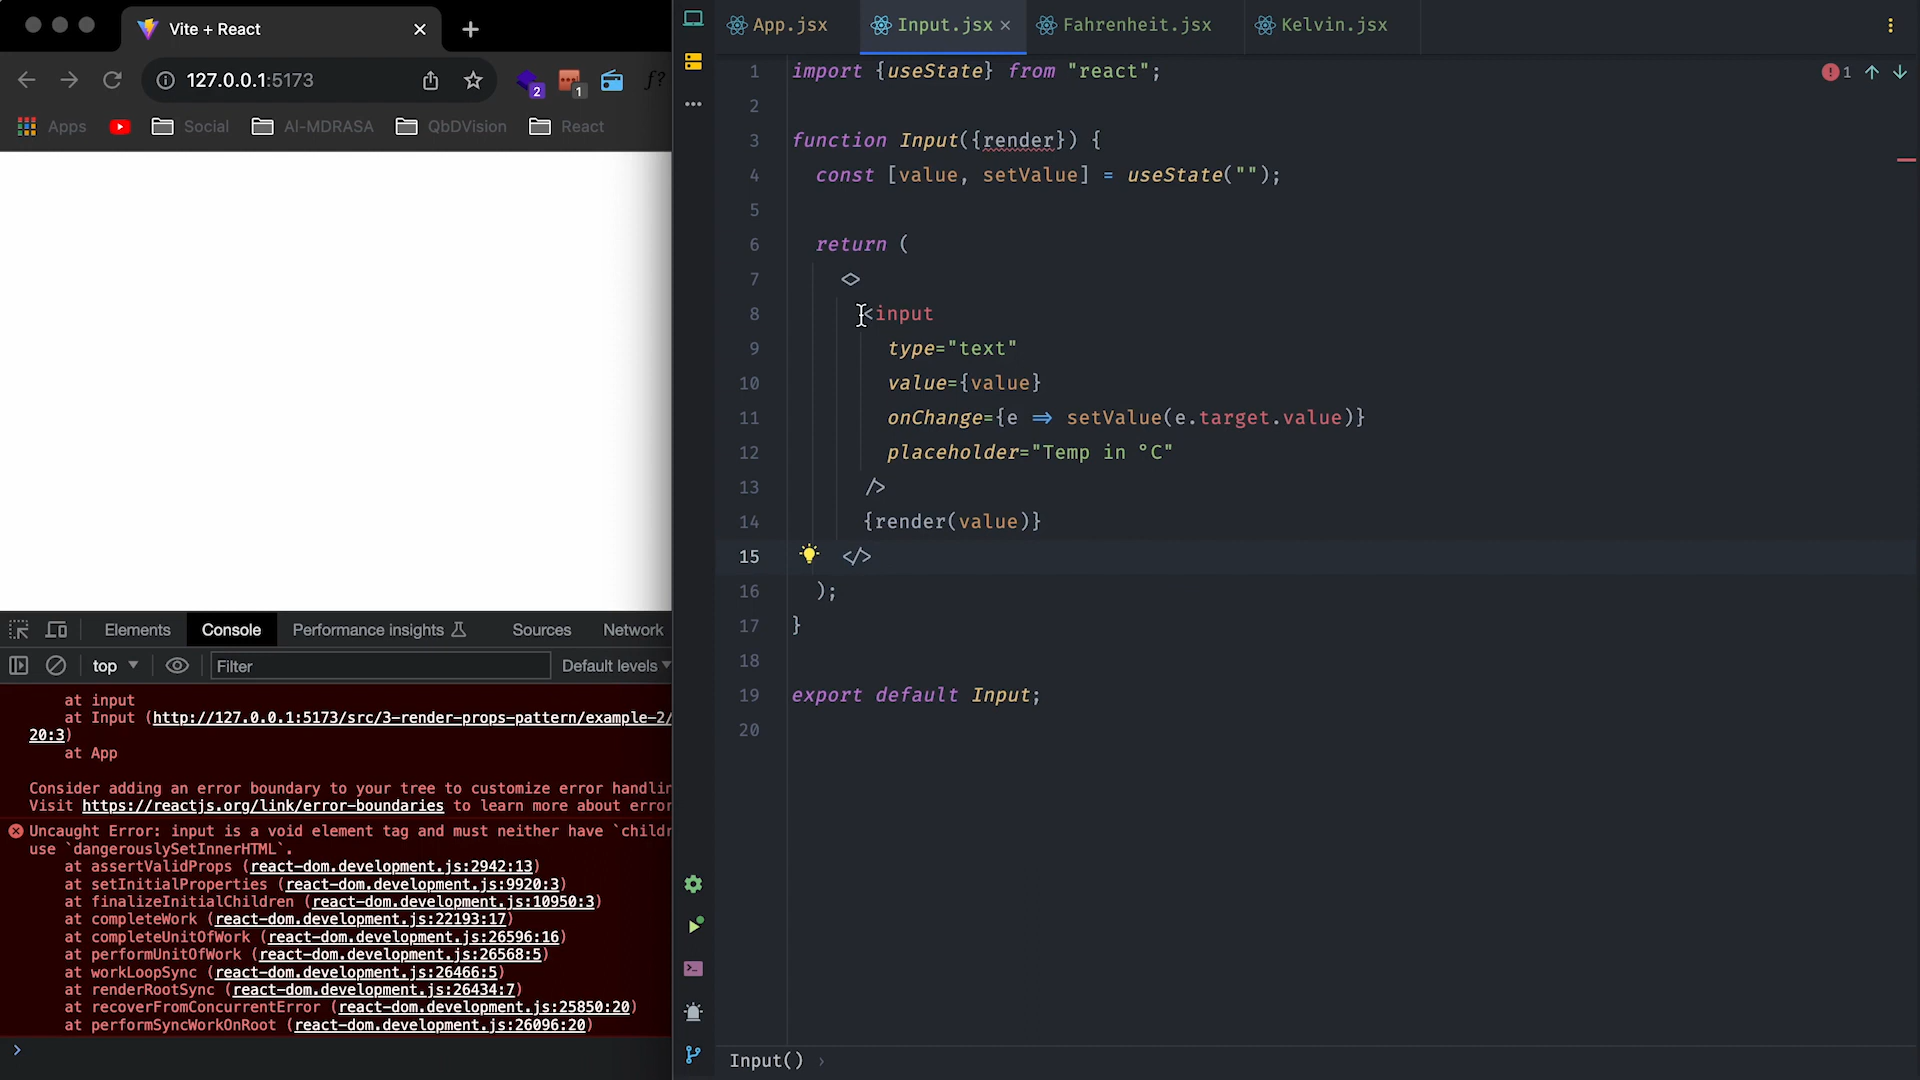 Vite + React
127.0.0.1:5173
2
1
f?
Apps
Social
Al-MDRASA
QbDVision
React
Elements
Console
Performance insights
Sources
Network
top
Filter
Default levels
at input
at Input (http://127.0.0.1:5173/src/3-render-props-pattern/example-2/
20:3)
at App
Consider adding an error boundary to your tree to customize error handlin
Visit https://reactjs.org/link/error-boundaries to learn more about error
Uncaught Error: input is a void element tag and must neither have `childr
use `dangerouslySetInnerHTML`.
at assertValidProps (react-dom.development.js:2942:13)
at setInitialProperties (react-dom.development.js:9920:3)
at finalizeInitialChildren (react-dom.development.js:10950:3)
at completeWork (react-dom.development.js:22193:17)
at completeUnitOfWork (react-dom.development.js:26596:16)
at performUnitOfWork (react-dom.development.js:26568:5)
at workLoopSync (react-dom.development.js:26466:5)
at renderRootSync (react-dom.development.js:26434:7)
at recoverFromConcurrentError (react-dom.development.js:25850:20)
at performSyncWorkOnRoot (react-dom.development.js:26096:20)
App.jsx
Input.jsx
Fahrenheit.jsx
Kelvin.jsx
1
1 import {useState} from "react";
2
3 function Input({render}) {
4 const [value, setValue] = useState("");
5
6 return (
7 <>
8 <input
9 type="text"
10 value={value}
11 onChange={e => setValue(e.target.value)}
12 placeholder="Temp in °C"
13 />
14 {render(value)}
15 </>
16 );
17 }
18
19 export default Input;
20
Input()